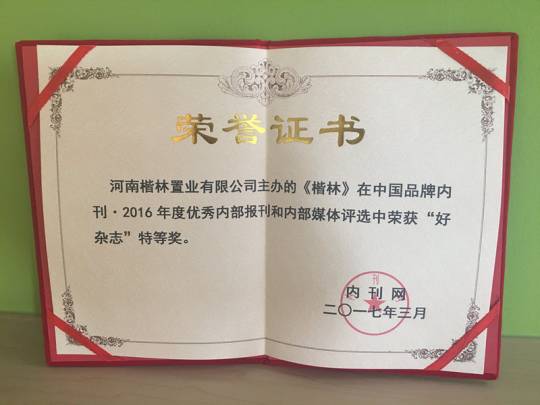 荣誉证书
河南楷林置业有限公司主办的《楷林》在中国品牌内
刊·2016年度优秀内部报刊和内部媒体评选中荣获“好
杂志”特等奖。
刊
内刊网
二〇一七年三月